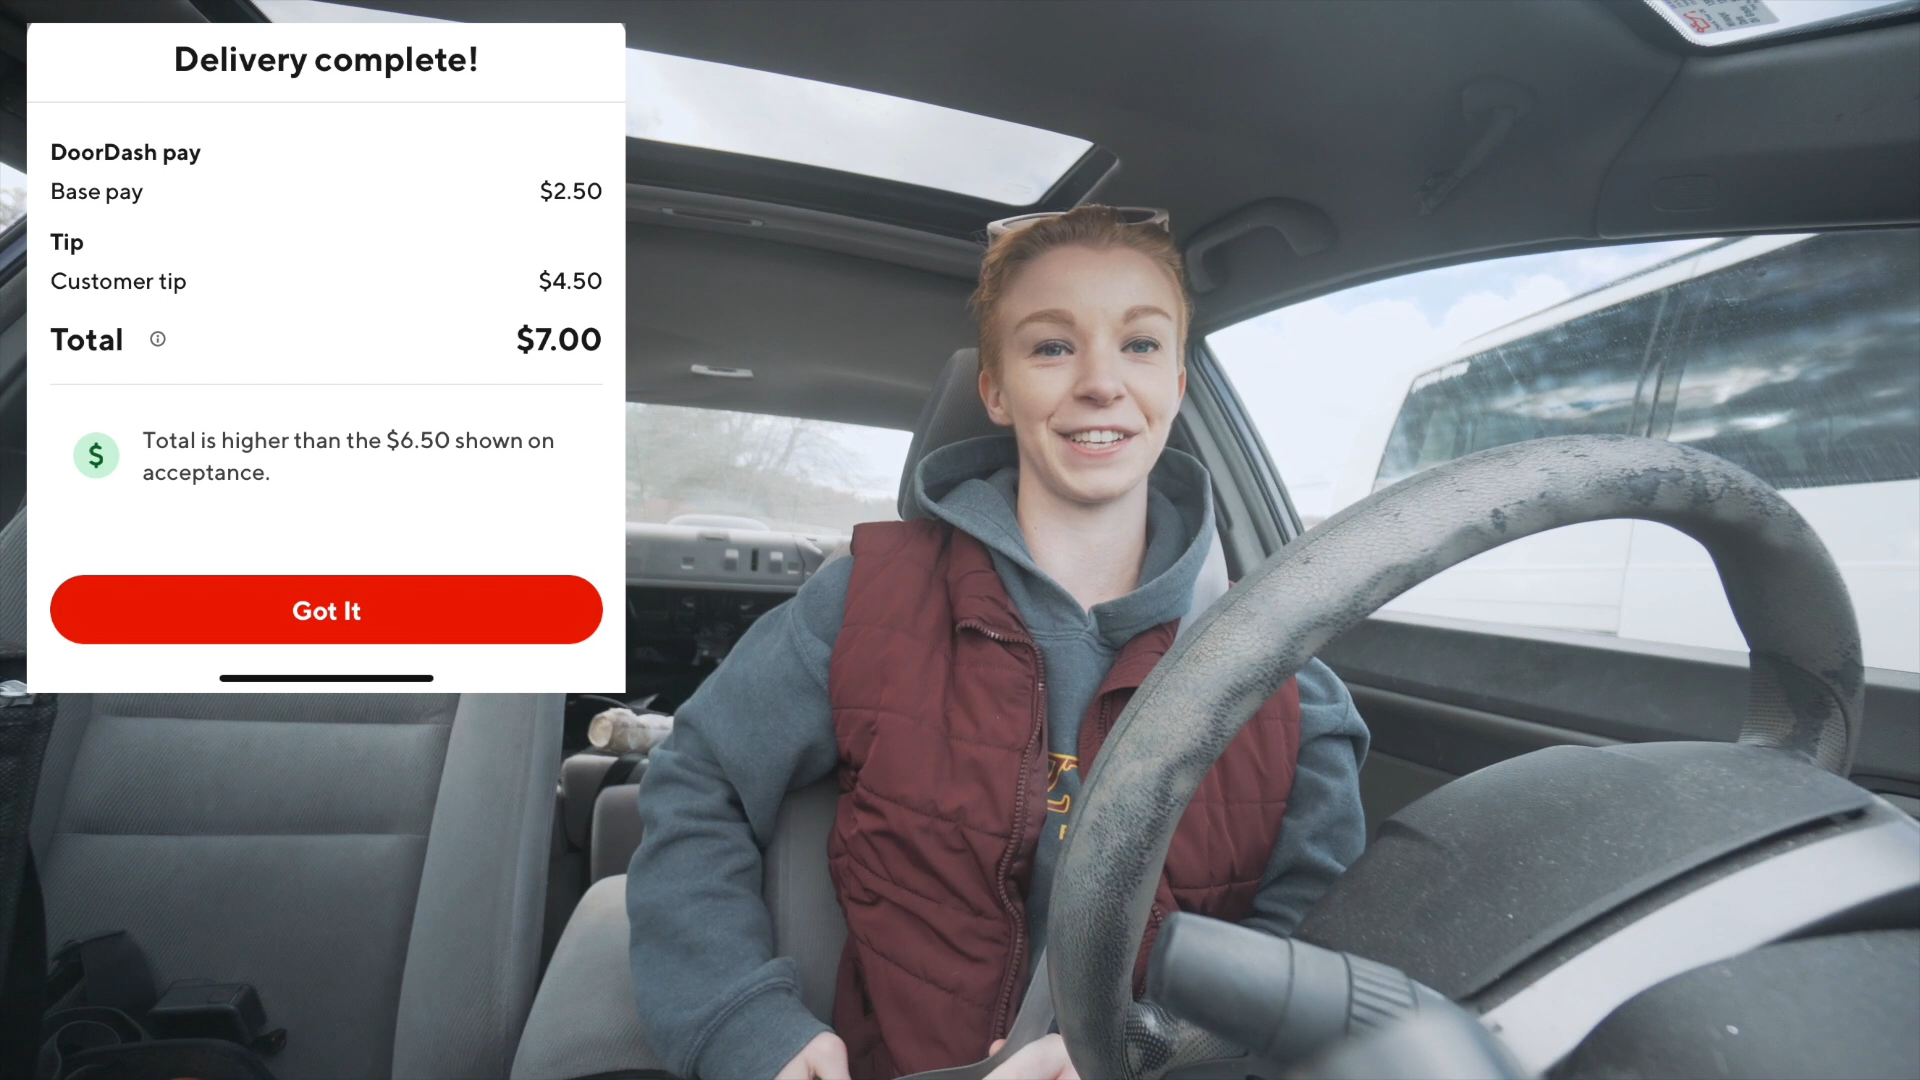 Delivery complete!
DoorDash pay
Base pay $2.50
Tip
Customer tip $4.50
Total $7.00
$
Total is higher than the $6.50 shown on
acceptance.
Got It